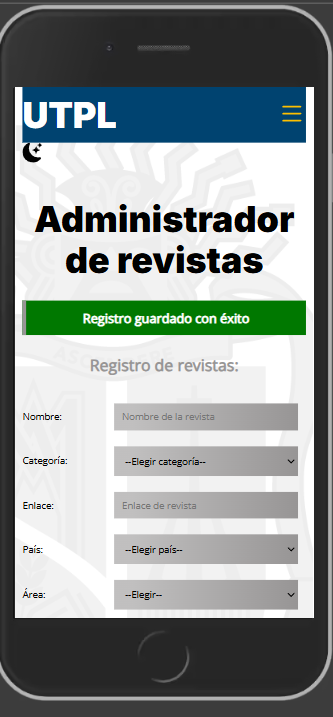 UTPL
Administrador
de revistas
Registro guardado con éxito
Registro de revistas:
Nombre:
Nombre de la revista
Categoría:
--Elegir categoría--
Enlace:
Enlace de revista
País:
--Elegir país--
Área:
--Elegir--